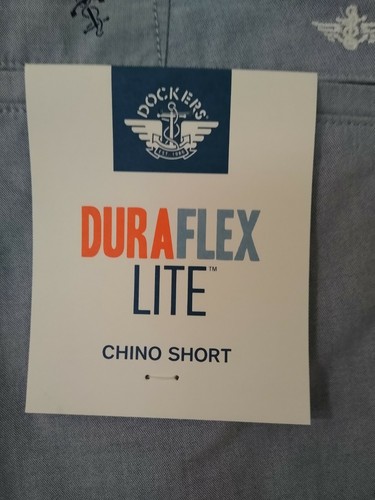 DOCKERS
EST. 1986
DURAFLEX
LITE™
CHINO SHORT